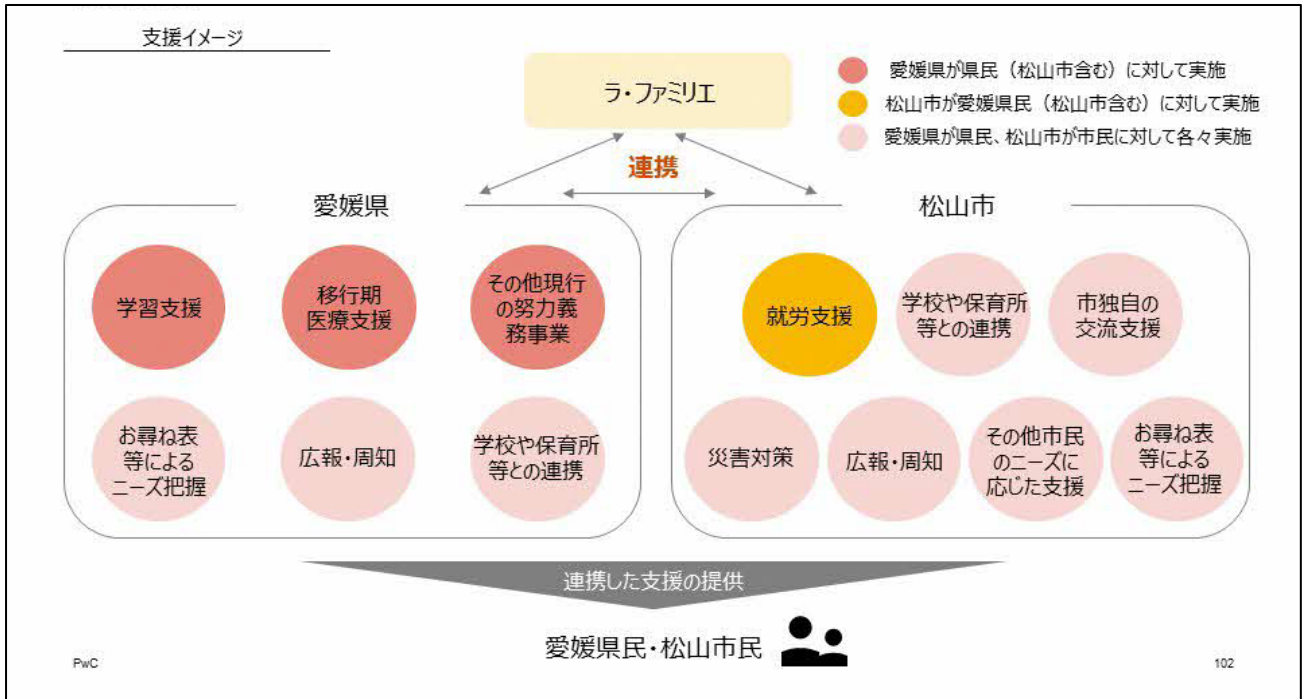 支援イメージ
ラ・ファミリエ
愛媛県が県民（松山市含む）に対して実施
松山市が愛媛県民（松山市含む）に対して実施
愛媛県が県民、松山市が市民に対して各々実施
連携
愛媛県
学習支援
移行期
医療支援
その他現行
の努力義
務事業
お尋ね表
等による
ニーズ把握
広報・周知
学校や保育所
等との連携
松山市
就労支援
学校や保育所
等との連携
市独自の
交流支援
災害対策
広報・周知
その他市民
のニーズに
応じた支援
お尋ね表
等による
ニーズ把握
連携した支援の提供
愛媛県民・松山市民
PwC
102